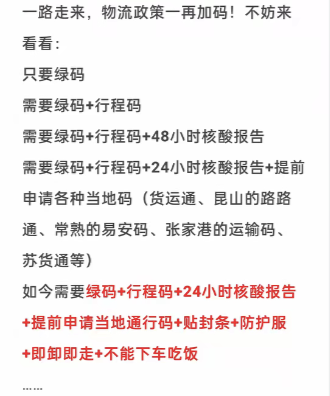 一路走来，物流政策一再加码！不妨来
看看：
只要绿码
需要绿码+行程码
需要绿码+行程码+48小时核酸报告
需要绿码+行程码+24小时核酸报告+提前
申请各种当地码（货运通、昆山的路路
通、常熟的易安码、张家港的运输码、
苏货通等）
如今需要绿码+行程码+24小时核酸报告
+提前申请当地通行码+贴封条+防护服
+即卸即走+不能下车吃饭
……